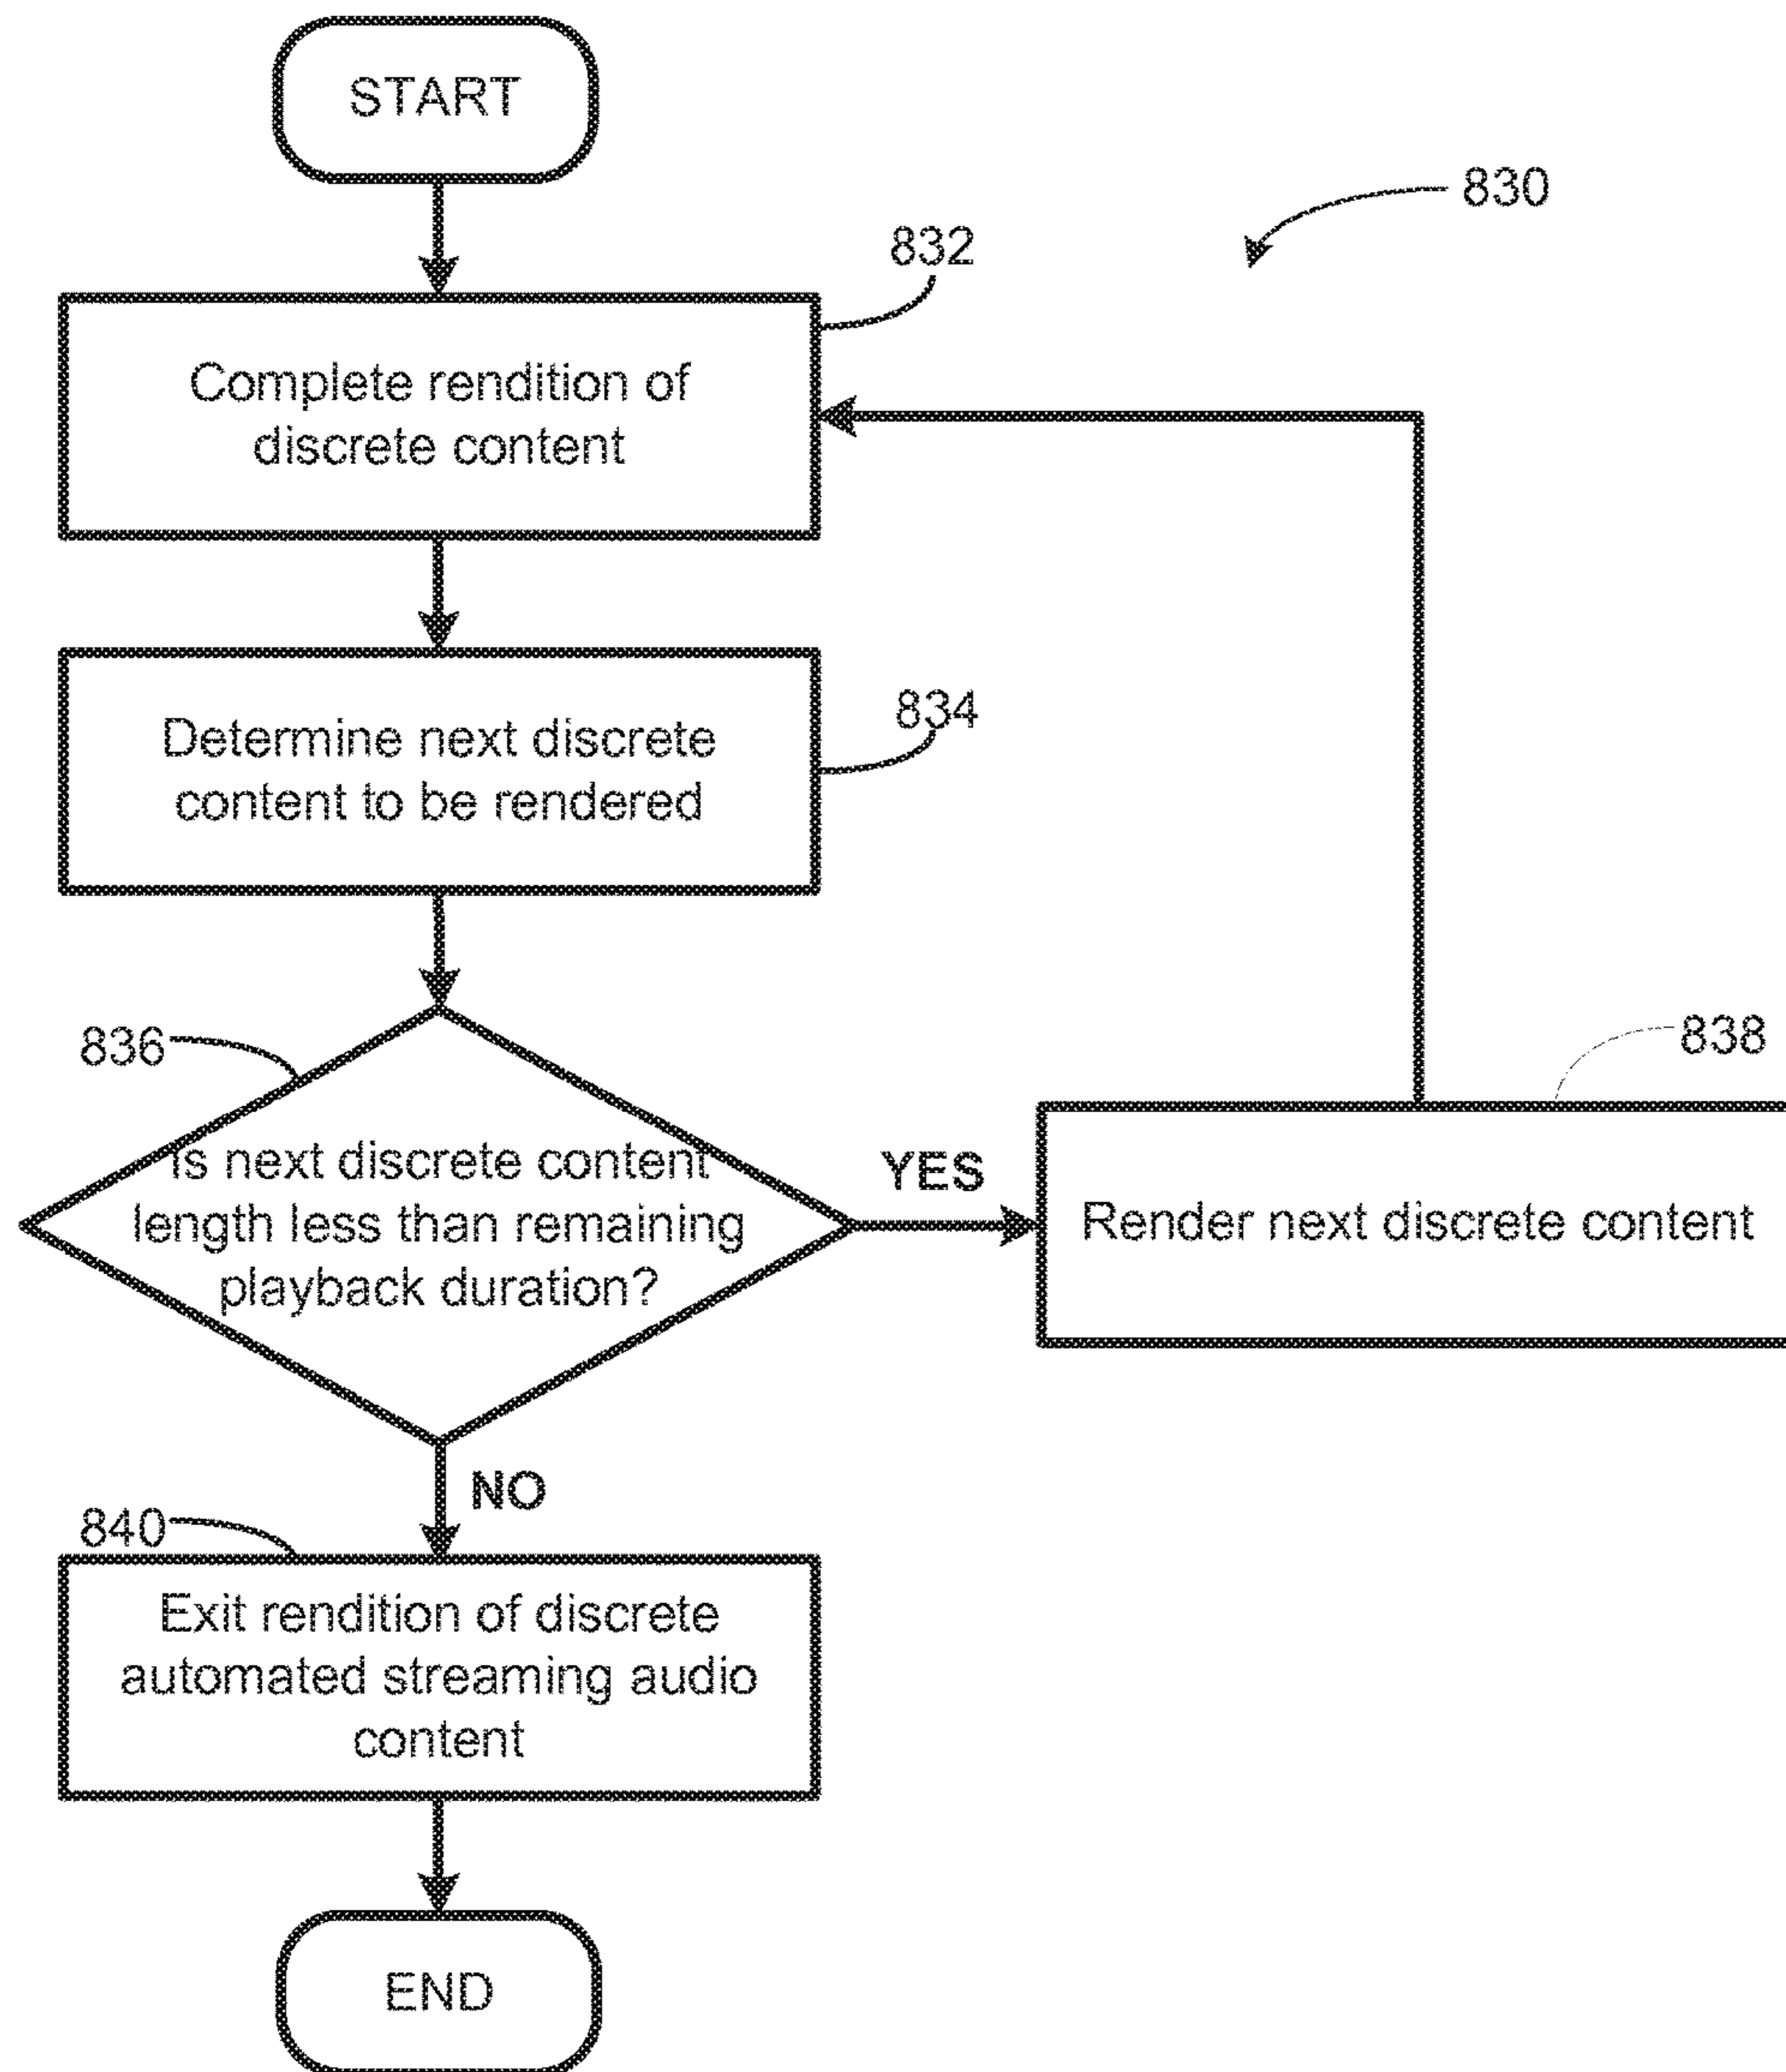 START
830
832
Complete rendition of
discrete content
834
Determine next discrete
content to be rendered
836
Is next discrete content
length less than remaining
playback duration?
YES
838
Render next discrete content
NO
840
Exit rendition of discrete
automated streaming audio
content
END